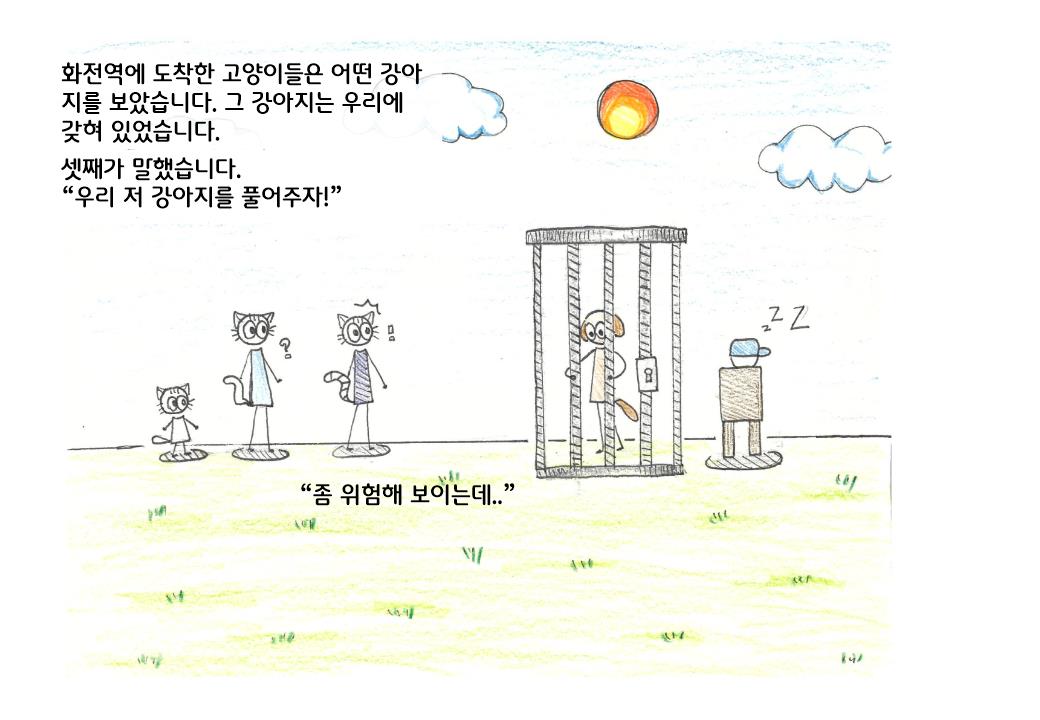 화전역에 도착한 고양이들은 어떤 강아
지를 보았습니다. 그 강아지는 우리에
갖혀 있었습니다.
셋째가 말했습니다.
“우리 저 강아지를 풀어주자!”
?
!!
z Z Z
“좀 위험해 보이는데..”